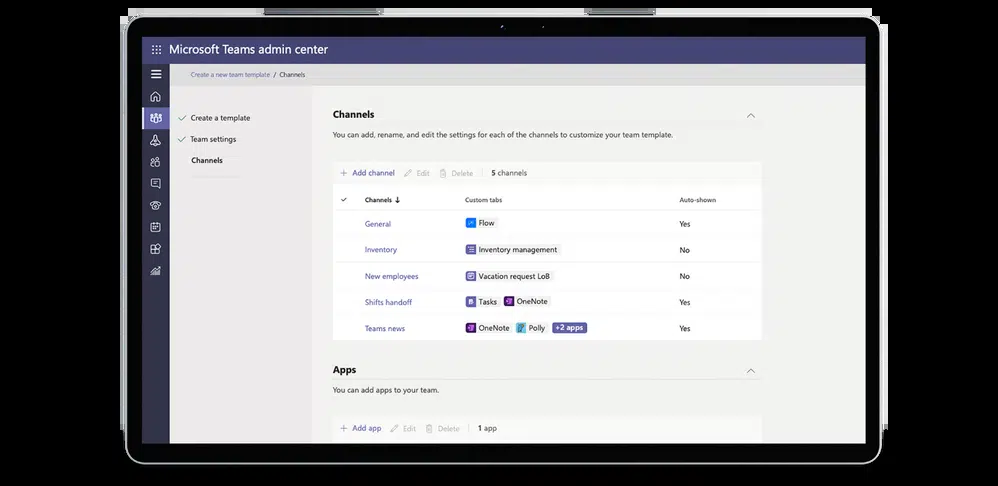 Microsoft Teams admin center
Create a new team template / Channels
Create a template
Team settings
Channels
Channels
You can add, rename, and edit the settings for each of the channels to customize your team template.
+ Add channel Edit Delete 5 channels
Channels ↓ Custom tabs Auto-shown
General Flow Yes
Inventory Inventory management No
New employees Vacation request LoB No
Shifts handoff Tasks OneNote Yes
Teams news OneNote Polly +2 apps Yes
Apps
You can add apps to your team.
+ Add app Edit Delete 1 app